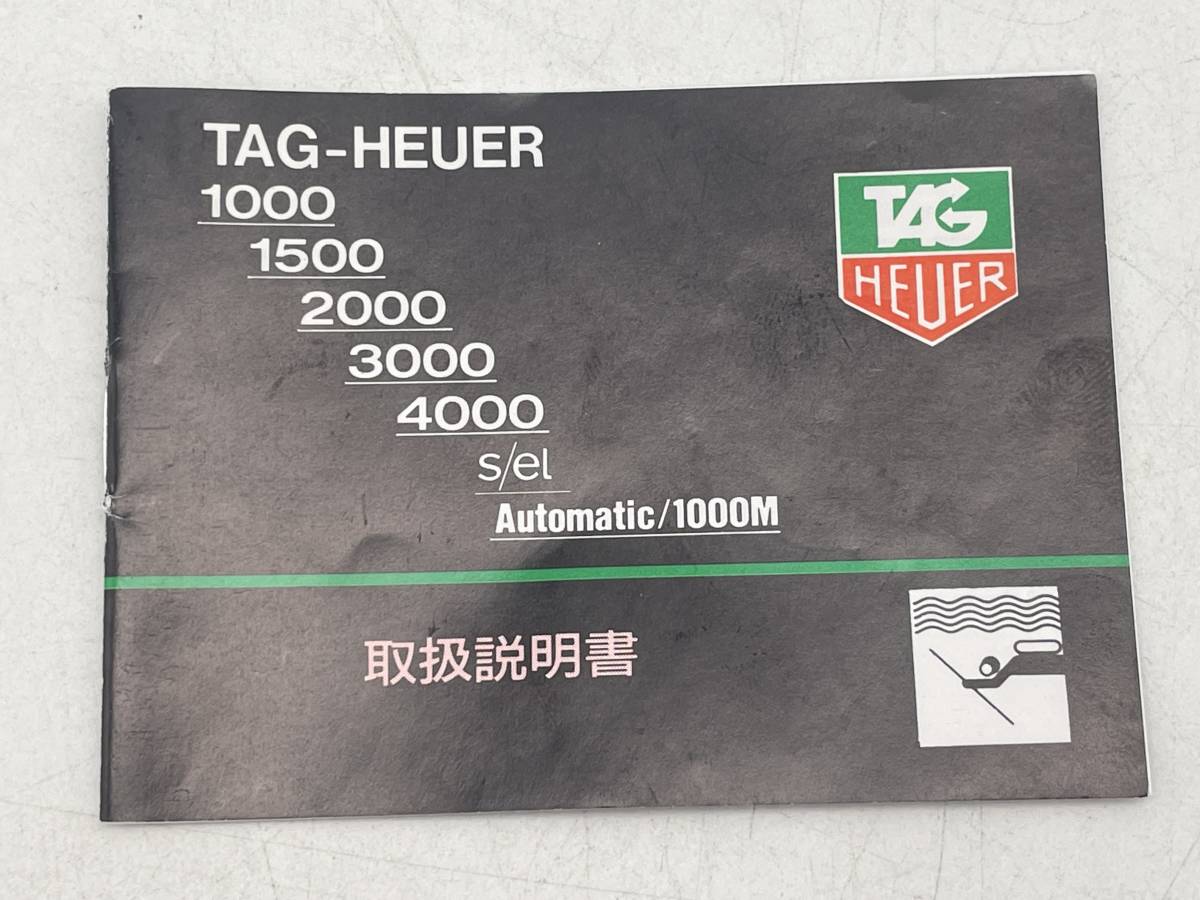 TAG-HEUER
1000
1500
2000
3000
4000
s/el
Automatic/1000M
TAG
HEUER
取扱説明書